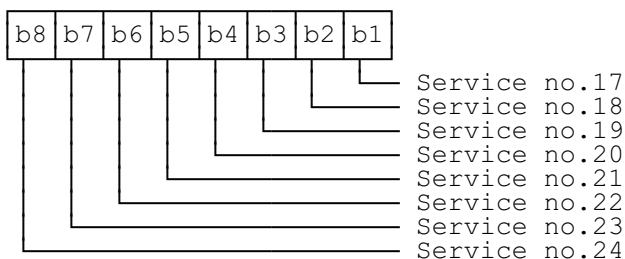 b8 b7 b6 b5 b4 b3 b2 b1
Service no.17
Service no.18
Service no.19
Service no.20
Service no.21
Service no.22
Service no.23
Service no.24